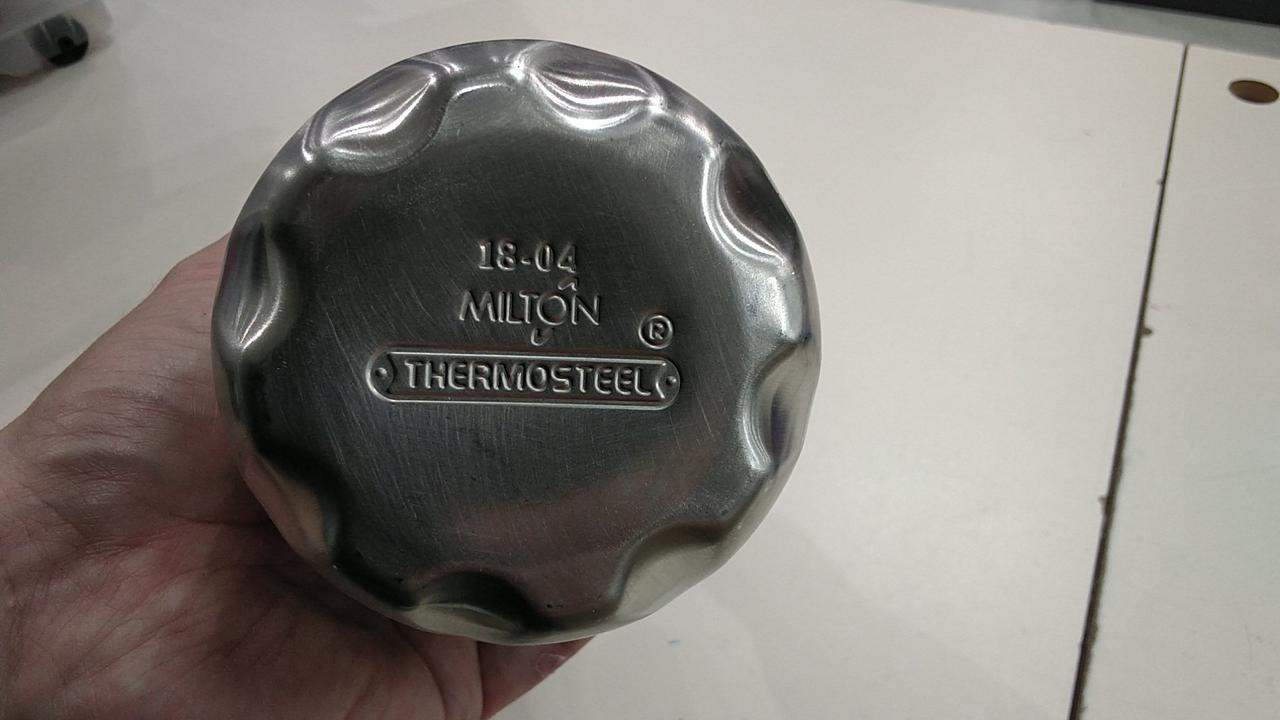 18-04
MILTON
®
THERMOSTEEL